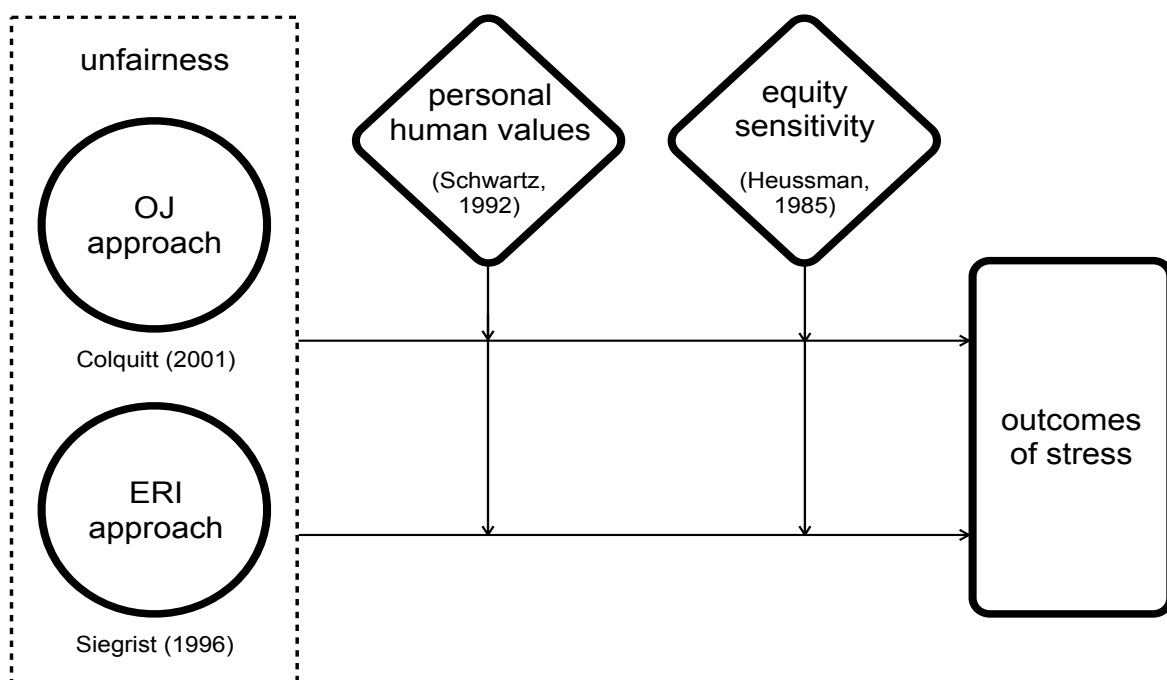 unfairness
OJ
approach
Colquitt (2001)
ERI
approach
Siegrist (1996)
personal
human values
(Schwartz,
1992)
equity
sensitivity
(Heussman,
1985)
outcomes
of stress